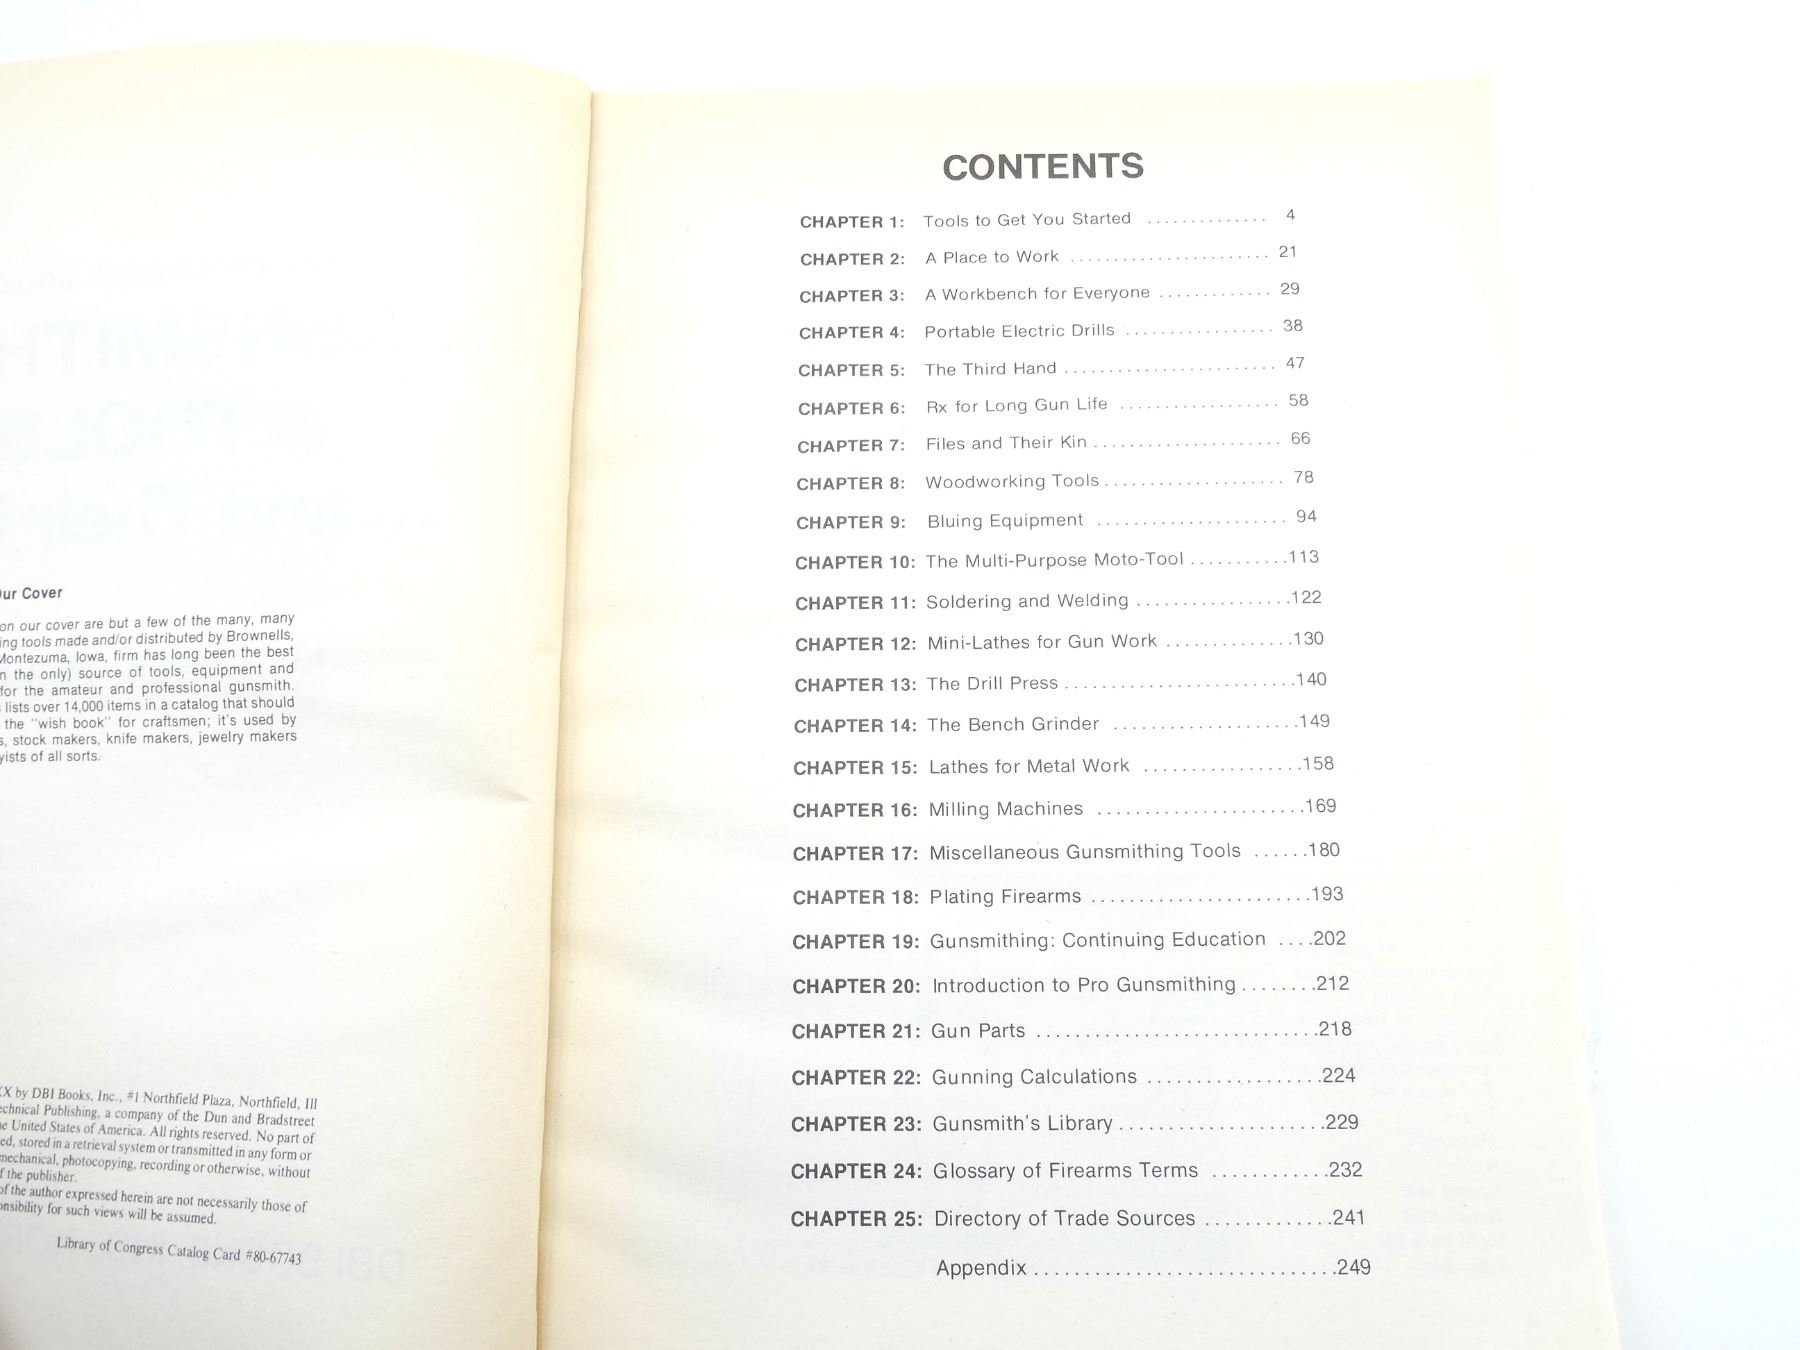 Our Cover
on our cover are but a few of the many, many
ing tools made and/or distributed by Brownells,
Montezuma, Iowa, firm has long been the best
n the only) source of tools, equipment and
for the amateur and professional gunsmith.
lists over 14,000 items in a catalog that should
the "wish book" for craftsmen; it's used by
s, stock makers, knife makers, jewelry makers
yists of all sorts.
X by DBI Books, Inc., #1 Northfield Plaza, Northfield, Ill
echnical Publishing, a company of the Dun and Bradstreet
he United States of America. All rights reserved. No part of
ed, stored in a retrieval system or transmitted in any form or
mechanical, photocopying, recording or otherwise, without
f the publisher.
of the author expressed herein are not necessarily those of
onsibility for such views will be assumed.
Library of Congress Catalog Card #80-67743
CONTENTS
CHAPTER 1: Tools to Get You Started .............. 4
CHAPTER 2: A Place to Work ....................... 21
CHAPTER 3: A Workbench for Everyone ............. 29
CHAPTER 4: Portable Electric Drills ................. 38
CHAPTER 5: The Third Hand ........................ 47
CHAPTER 6: Rx for Long Gun Life .................. 58
CHAPTER 7: Files and Their Kin ..................... 66
CHAPTER 8: Woodworking Tools .................... 78
CHAPTER 9: Bluing Equipment ...................... 94
CHAPTER 10: The Multi-Purpose Moto-Tool ...........113
CHAPTER 11: Soldering and Welding .................122
CHAPTER 12: Mini-Lathes for Gun Work .............130
CHAPTER 13: The Drill Press .........................140
CHAPTER 14: The Bench Grinder ....................149
CHAPTER 15: Lathes for Metal Work .................158
CHAPTER 16: Milling Machines ......................169
CHAPTER 17: Miscellaneous Gunsmithing Tools ......180
CHAPTER 18: Plating Firearms .......................193
CHAPTER 19: Gunsmithing: Continuing Education ....202
CHAPTER 20: Introduction to Pro Gunsmithing ........212
CHAPTER 21: Gun Parts .............................218
CHAPTER 22: Gunning Calculations ..................224
CHAPTER 23: Gunsmith's Library .....................229
CHAPTER 24: Glossary of Firearms Terms ............232
CHAPTER 25: Directory of Trade Sources .............241
Appendix ..............................249